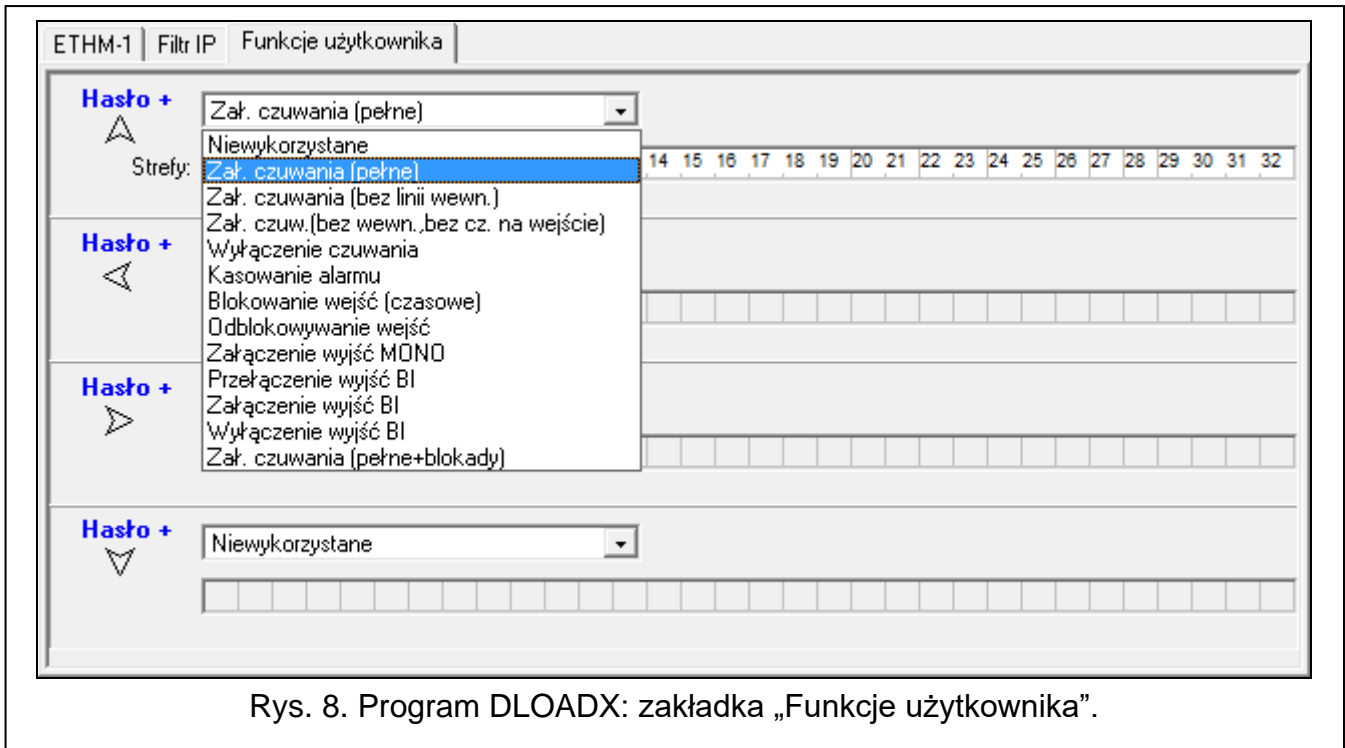 ETHM-1 Filtr IP Funkcje użytkownika
Hasło +
Zał. czuwania (pełne)
Niewykorzystane
Strefy:
Zał. czuwania (pełne)
14 15 16 17 18 19 20 21 22 23 24 25 26 27 28 29 30 31 32
Zał. czuwania (bez linii wewn.)
Zał. czuw.(bez wewn.,bez cz. na wejście)
Hasło +
Wyłączenie czuwania
Kasowanie alarmu
Blokowanie wejść (czasowe)
Odblokowywanie wejść
Załączenie wyjść MONO
Hasło +
Przełączenie wyjść BI
Załączenie wyjść BI
Wyłączenie wyjść BI
Zał. czuwania (pełne+blokady)
Hasło +
Niewykorzystane
Rys. 8. Program DLOADX: zakładka „Funkcje użytkownika”.